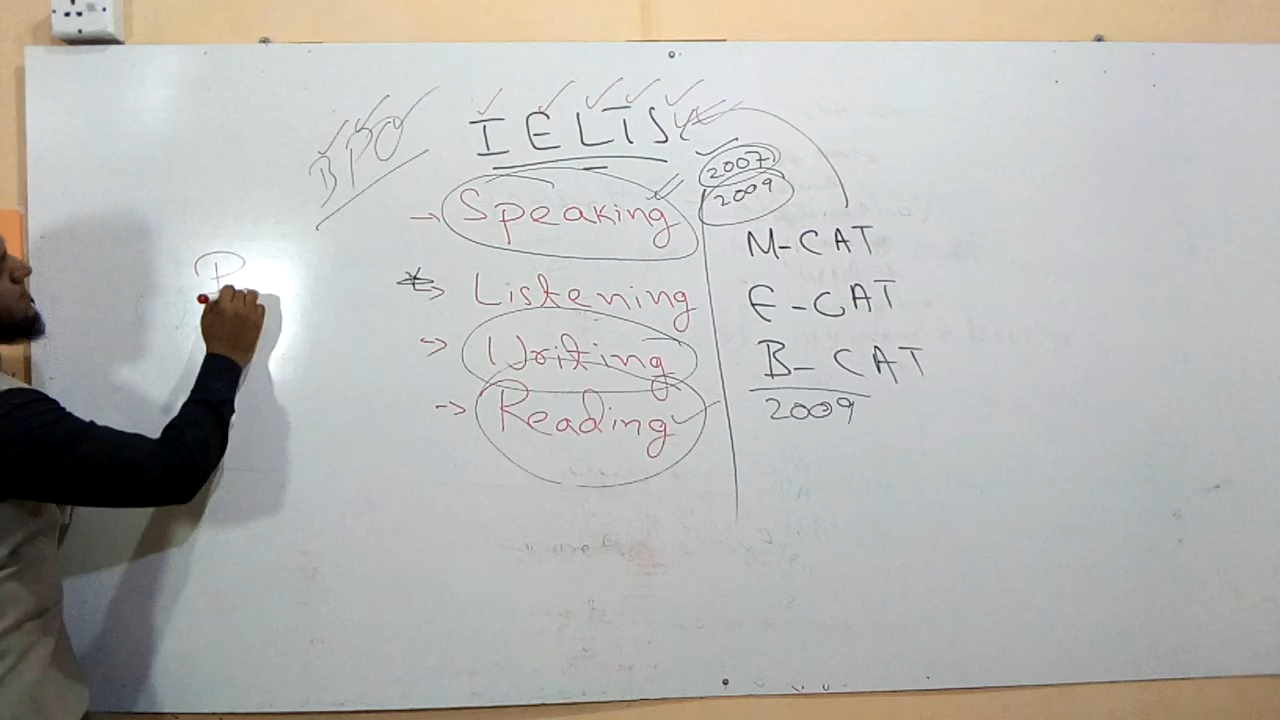 BPO
IELTS
2007
2009
→ Speaking
→ Listening
→ Writing
→ Reading
M-CAT
E-CAT
B-CAT
2009
P